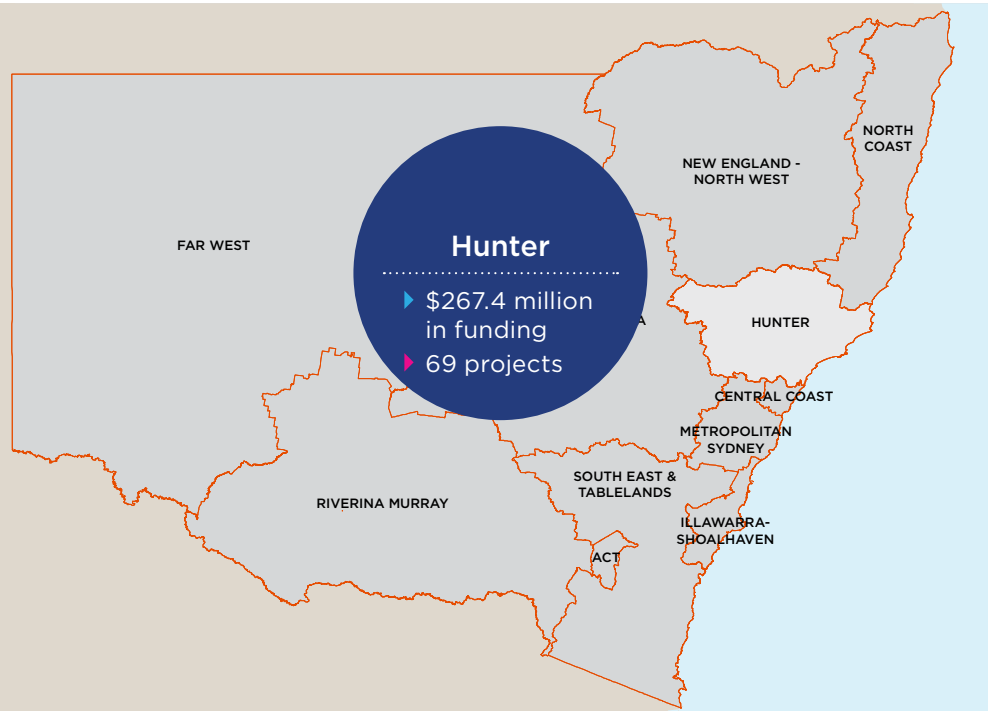 NORTH
COAST
NEW ENGLAND -
NORTH WEST
FAR WEST
Hunter
$267.4 million
in funding
69 projects
A
HUNTER
CENTRAL COAST
METROPOLITAN
SYDNEY
SOUTH EAST &
TABLELANDS
RIVERINA MURRAY
ILLAWARRA-
SHOALHAVEN
ACT